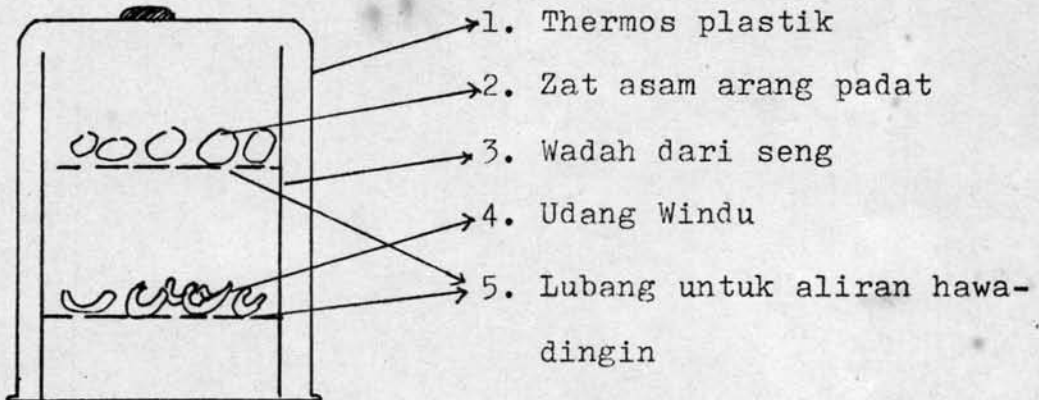 1. Thermos plastik
2. Zat asam arang padat
3. Wadah dari seng
4. Udang Windu
5. Lubang untuk aliran hawa-
dingin